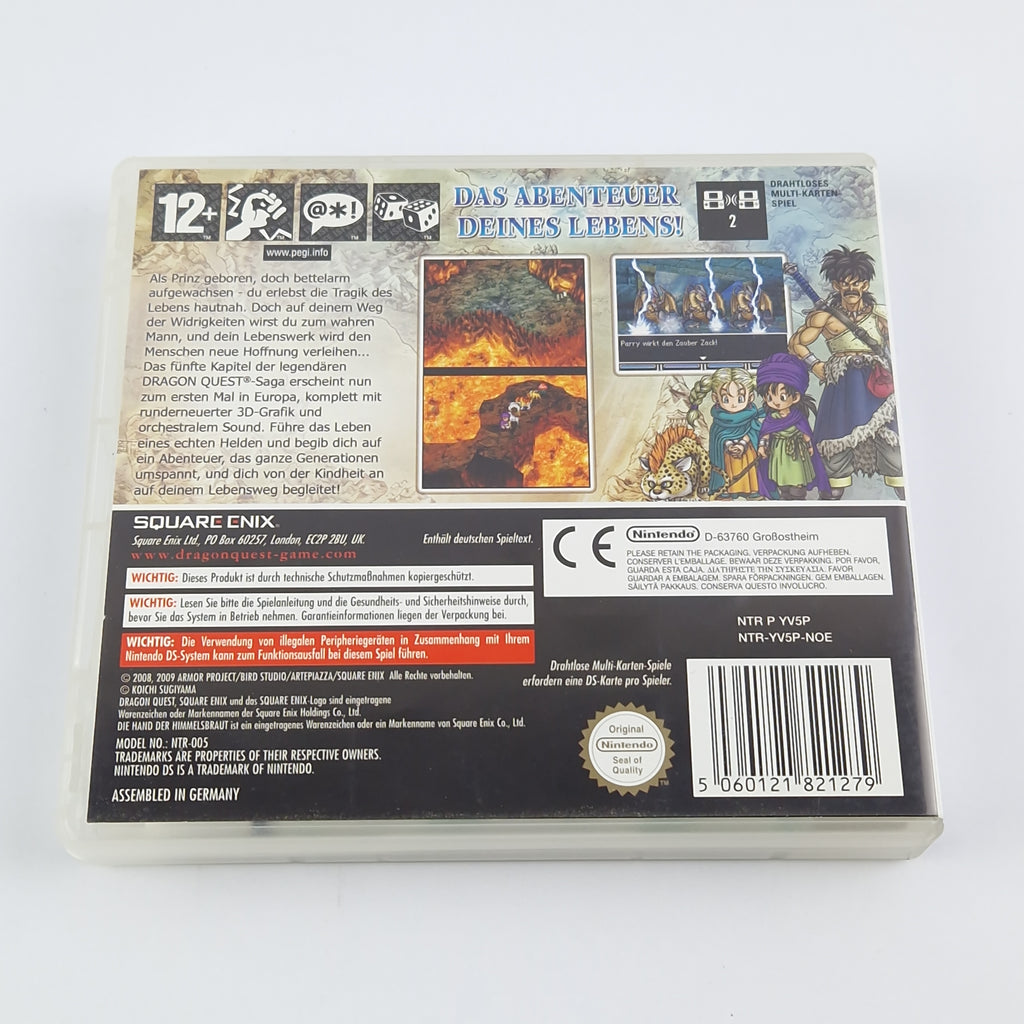 12+
@*!
www.pegi.info
DAS ABENTEUER
DEINES LEBENS!
2
DRAHTLOSES
MULTI-KARTEN
SPIEL
Als Prinz geboren, doch bettelarm
aufgewachsen - du erlebst die Tragik des
Lebens hautnah. Doch auf deinem Weg
der Widrigkeiten wirst du zum wahren
Mann, und dein Lebenswerk wird den
Menschen neue Hoffnung verleihen...
Das fünfte Kapitel der legendären
DRAGON QUEST®-Saga erscheint nun
zum ersten Mal in Europa, komplett mit
runderneuerter 3D-Grafik und
orchestralem Sound. Führe das Leben
eines echten Helden und begib dich auf
ein Abenteuer, das ganze Generationen
umspannt, und dich von der Kindheit an
auf deinem Lebensweg begleitet!
Parry wirkt den Zauber Zack!
SQUARE ENIX.
Square Enix Ltd., PO Box 60257, London, EC2P 2BU, UK.
www.dragonquest-game.com
Enthält deutschen Spieltext.
WICHTIG: Dieses Produkt ist durch technische Schutzmaßnahmen kopiergeschützt.
WICHTIG: Lesen Sie bitte die Spielanleitung und die Gesundheits- und Sicherheitshinweise durch,
bevor Sie das System in Betrieb nehmen. Garantieinformationen liegen der Verpackung bei.
WICHTIG: Die Verwendung von illegalen Peripheriegeräten in Zusammenhang mit Ihrem
Nintendo DS-System kann zum Funktionsausfall bei diesem Spiel führen.
© 2008, 2009 ARMOR PROJECT/BIRD STUDIO/ARTEPIAZZA/SQUARE ENIX Alle Rechte vorbehalten.
© KOICHI SUGIYAMA
DRAGON QUEST, SQUARE ENIX und das SQUARE ENIX-Logo sind eingetragene
Warenzeichen oder Markennamen der Square Enix Holdings Co., Ltd.
DIE HAND DER HIMMELSBRAUT ist ein eingetragenes Warenzeichen oder ein Markenname von Square Enix Co., Ltd.
MODEL NO.: NTR-005
TRADEMARKS ARE PROPERTIES OF THEIR RESPECTIVE OWNERS.
NINTENDO DS IS A TRADEMARK OF NINTENDO.
ASSEMBLED IN GERMANY
CE
Nintendo D-63760 Großostheim
PLEASE RETAIN THE PACKAGING. VERPACKUNG AUFHEBEN.
CONSERVER L'EMBALLAGE. BEWAAR DEZE VERPAKKING. POR FAVOR,
GUARDA ESTA CAJA. ΔΙΑΤΗΡΗΣΤΕ ΤΗΝ ΣΥΣΚΕΥΑΣΙΑ. FAVOR
GUARDAR A EMBALAGEM. SPARA FÖRPACKNINGEN. GEM EMBALLAGEN.
SÄILYTÄ PAKKAUS. CONSERVA QUESTO INVOLUCRO.
NTR P YV5P
NTR-YV5P-NOE
Drahtlose Multi-Karten-Spiele
erfordern eine DS-Karte pro Spieler.
Original
Nintendo
Seal of
Quality
TM
5 060121 821279